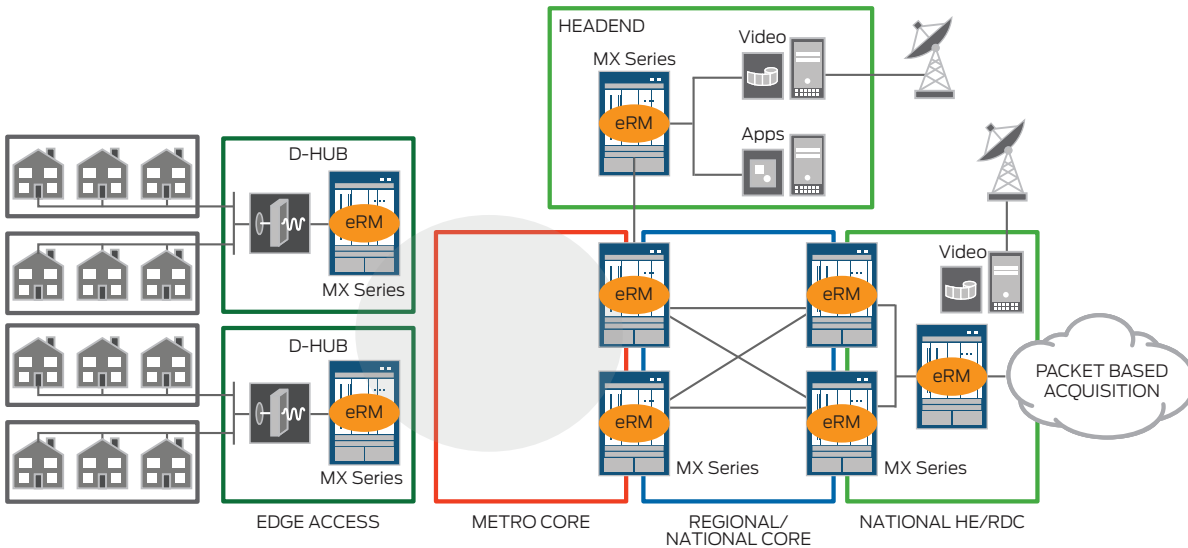 HEADEND
MX Series
eRM
Video
Apps
D-HUB
eRM
MX Series
D-HUB
eRM
MX Series
eRM
eRM
MX Series
eRM
eRM
MX Series
Video
eRM
PACKET BASED
ACQUISITION
EDGE ACCESS
METRO CORE
REGIONAL/
NATIONAL CORE
NATIONAL HE/RDC